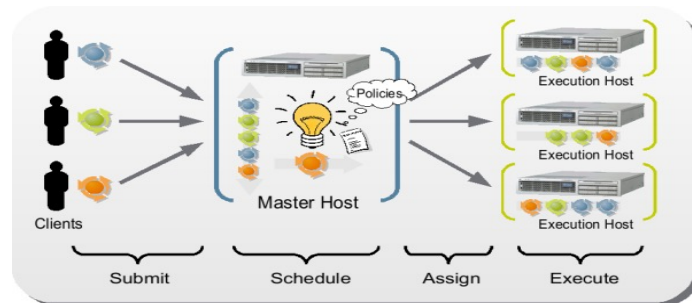 Policies
Execution Host
Execution Host
Execution Host
Master Host
Clients
Submit
Schedule
Assign
Execute